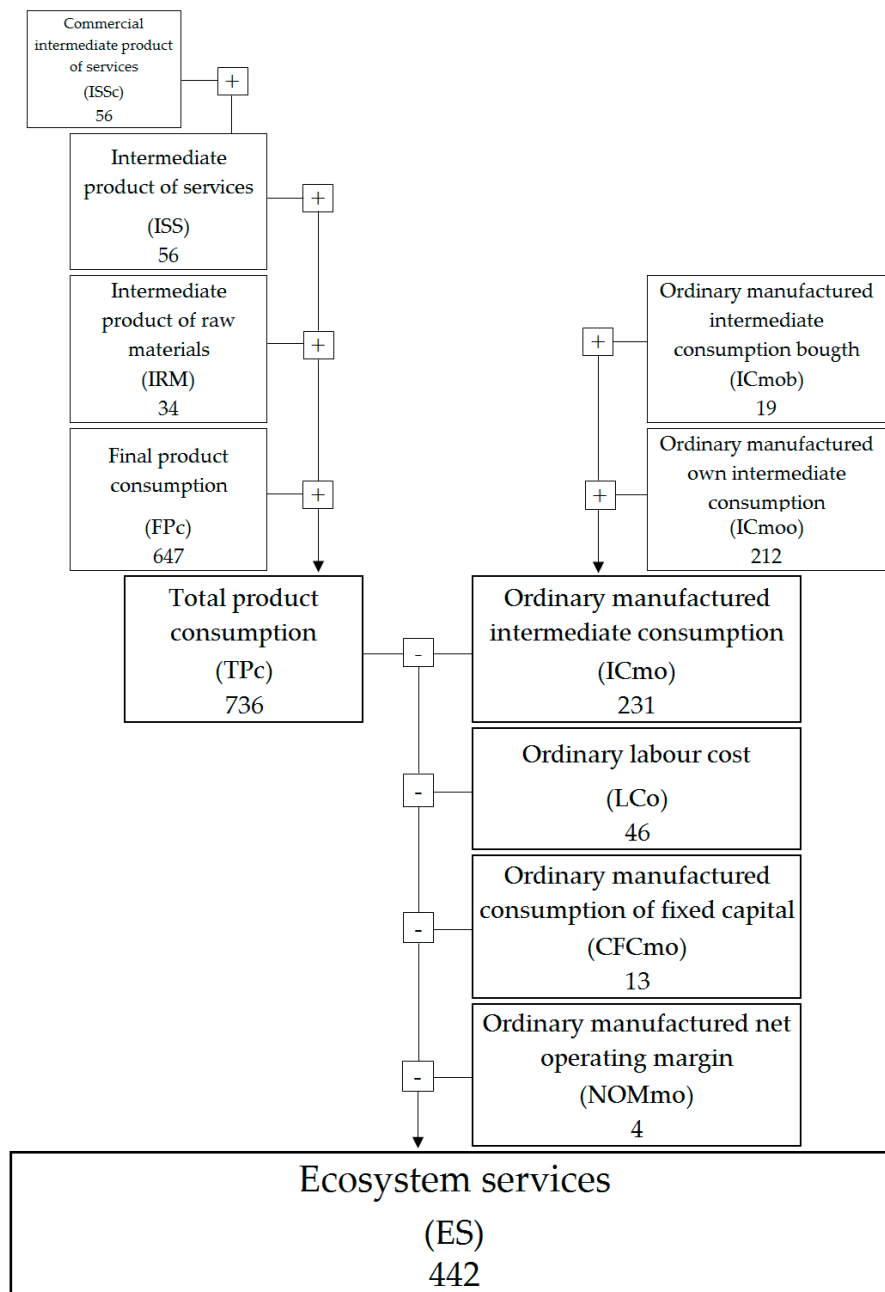 Commercial
intermediate product
of services
(ISSc)
56
+
Intermediate
product of services
(ISS)
56
+
Intermediate
product of raw
materials
(IRM)
34
+
Final product
consumption
(FPc)
647
+
Ordinary manufactured
intermediate
consumption bougth
(ICmob)
19
+
Ordinary manufactured
own intermediate
consumption
(ICmoo)
212
+
Total product
consumption
(TPc)
736
-
Ordinary manufactured
intermediate consumption
(ICmo)
231
-
Ordinary labour cost
(LCo)
46
-
Ordinary manufactured
consumption of fixed capital
(CFCmo)
13
-
Ordinary manufactured net
operating margin
(NOMmo)
4
Ecosystem services
(ES)
442